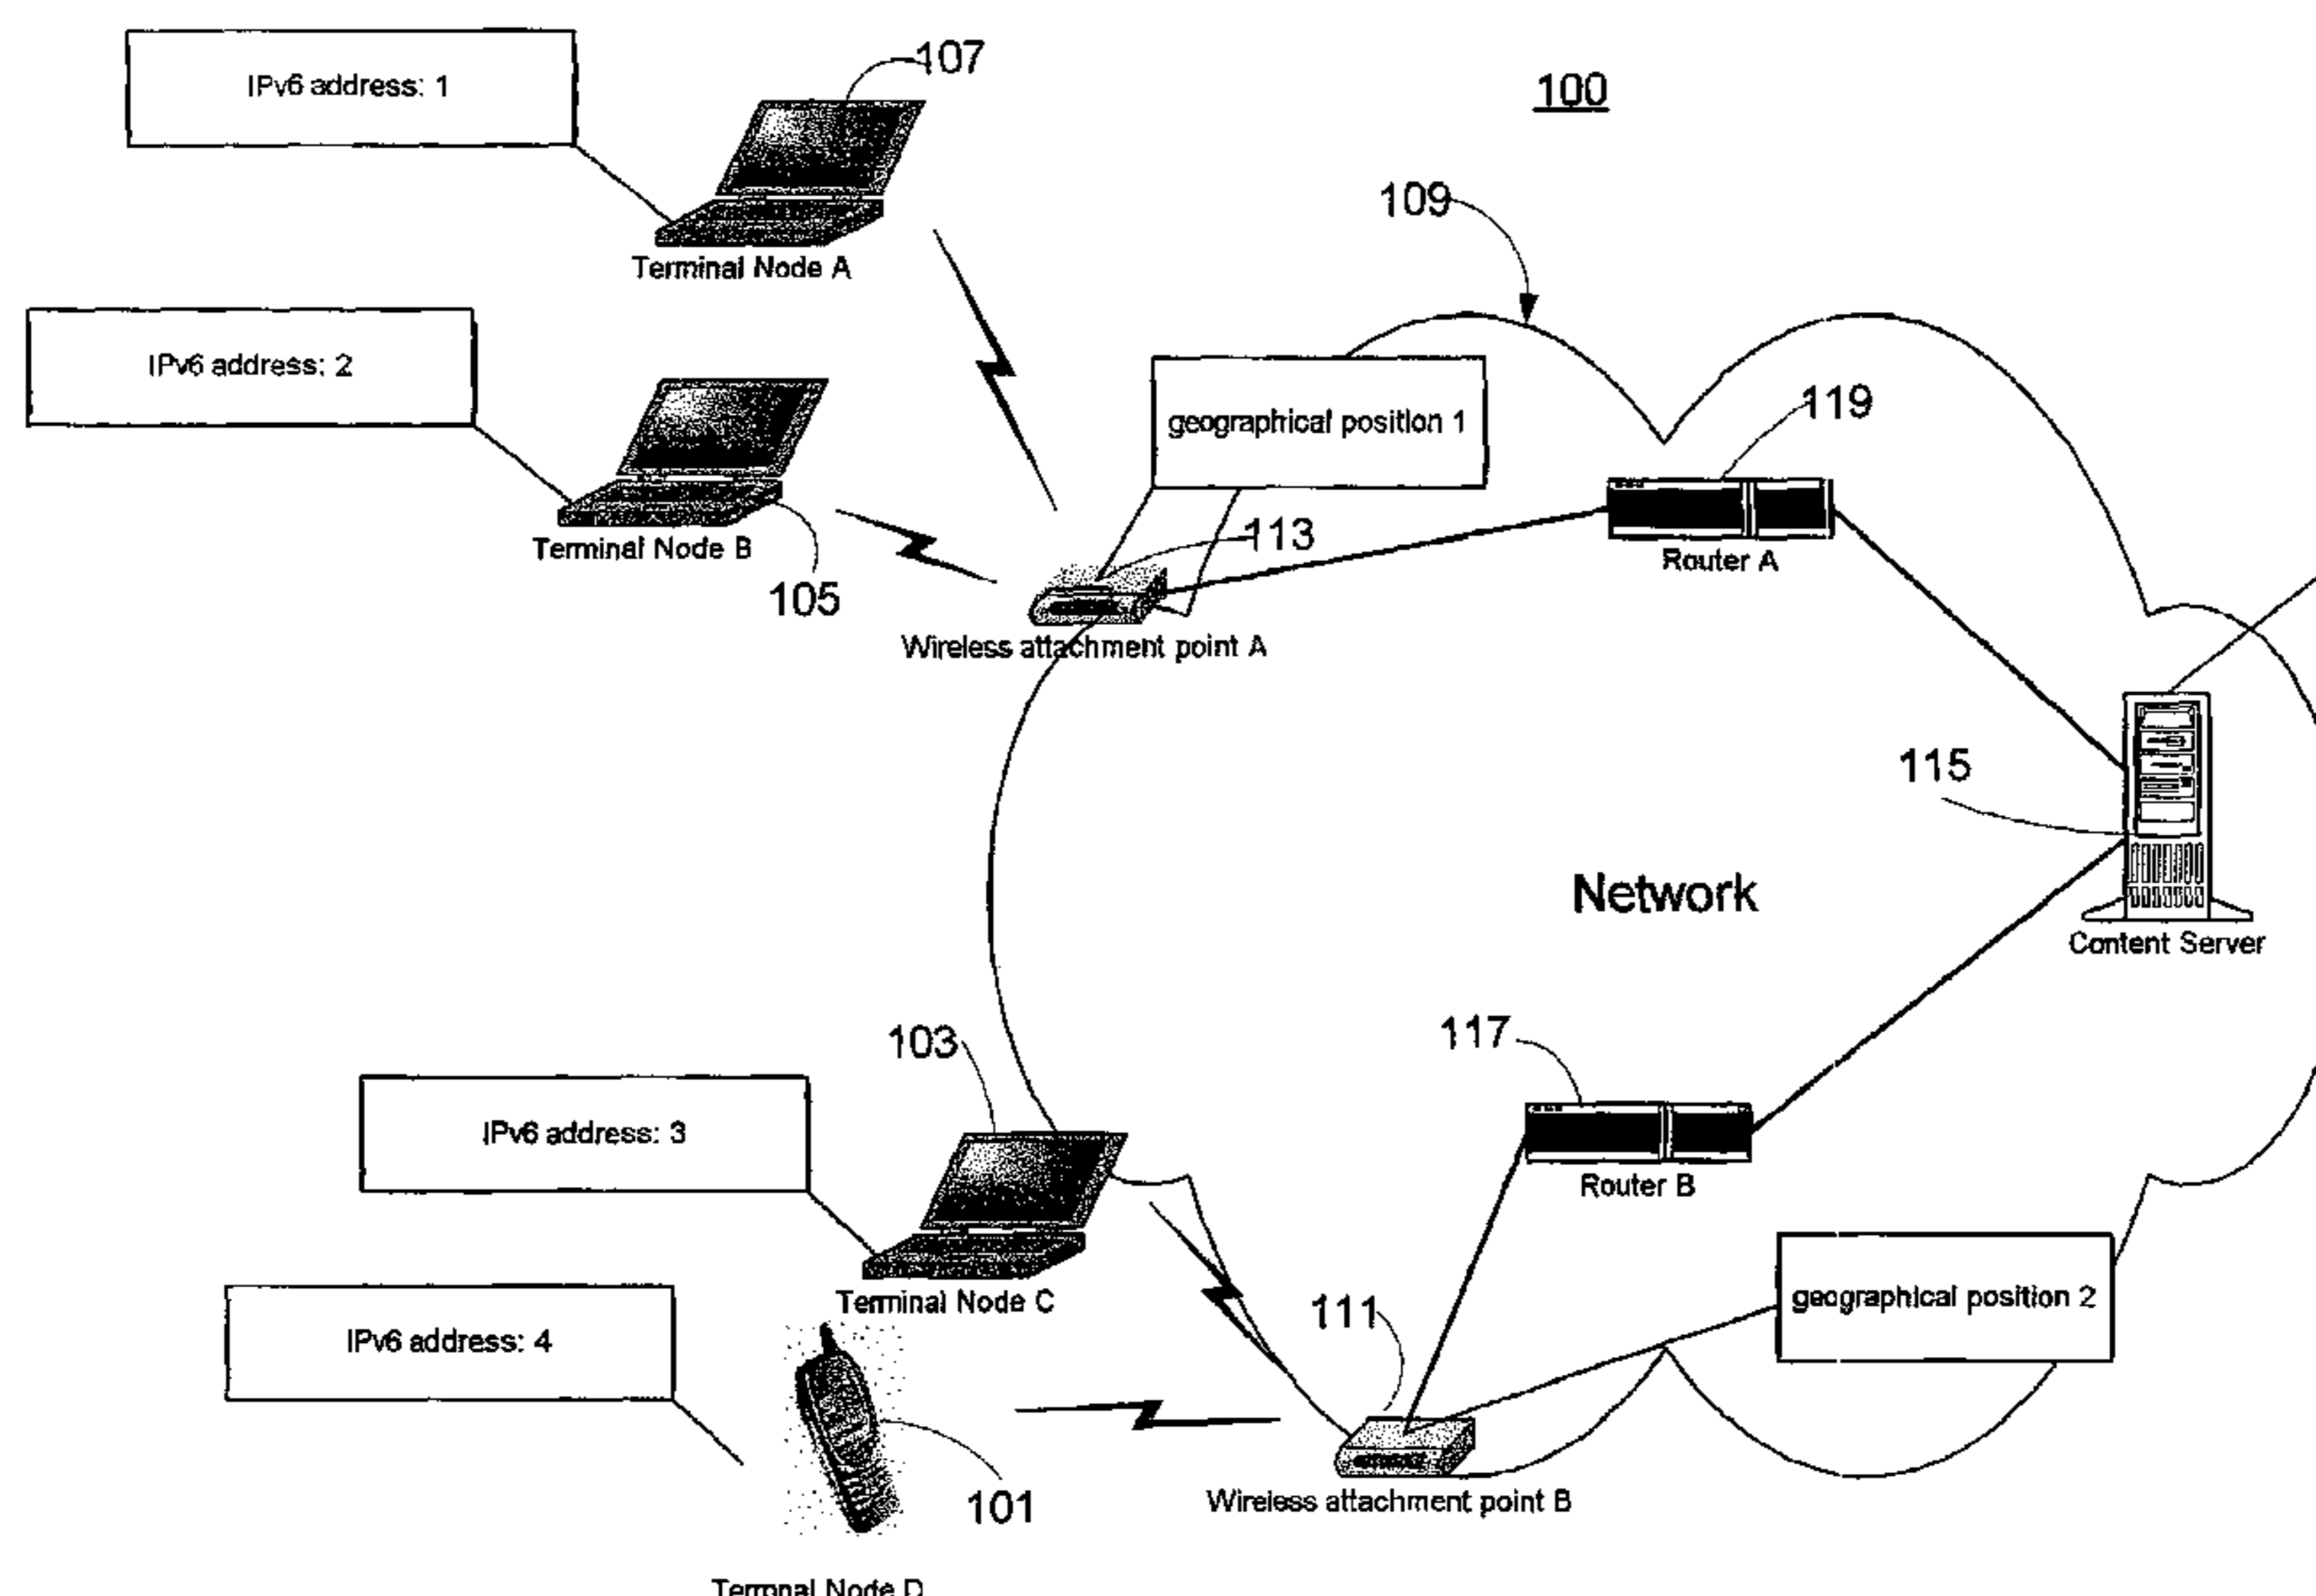 107
IPv6 address: 1
100
Terminal Node A
109
IPv6 address: 2
geographical position 1
119
Terminal Node B
113
Router A
105
Wireless attachment point A
115
Network
Content Server
103
117
IPv6 address: 3
Router B
Terminal Node C
geographical position 2
111
IPv6 address: 4
101
Wireless attachment point B
Terminal Node D